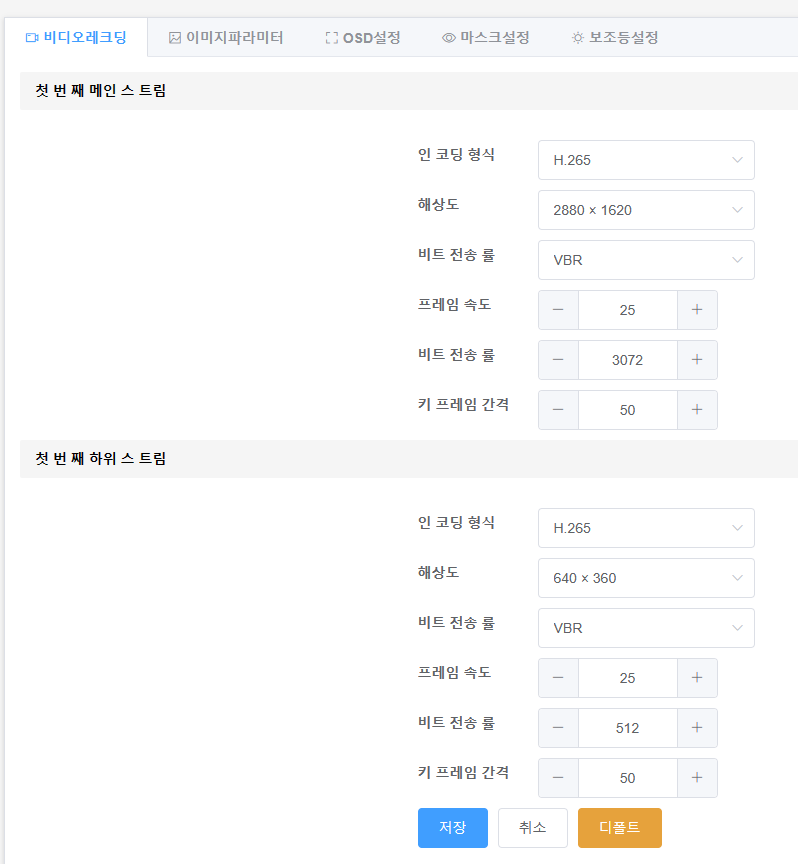 비디오레크딩 이미지파라미터 OSD설정 마스크설정 보조등설정
첫 번 째 메인 스 트림
인 코딩 형식 H.265
해상도 2880 × 1620
비트 전송 률 VBR
프레임 속도 − 25 +
비트 전송 률 − 3072 +
키 프레임 간격 − 50 +
첫 번 째 하위 스 트림
인 코딩 형식 H.265
해상도 640 × 360
비트 전송 률 VBR
프레임 속도 − 25 +
비트 전송 률 − 512 +
키 프레임 간격 − 50 +
저장 취소 디폴트